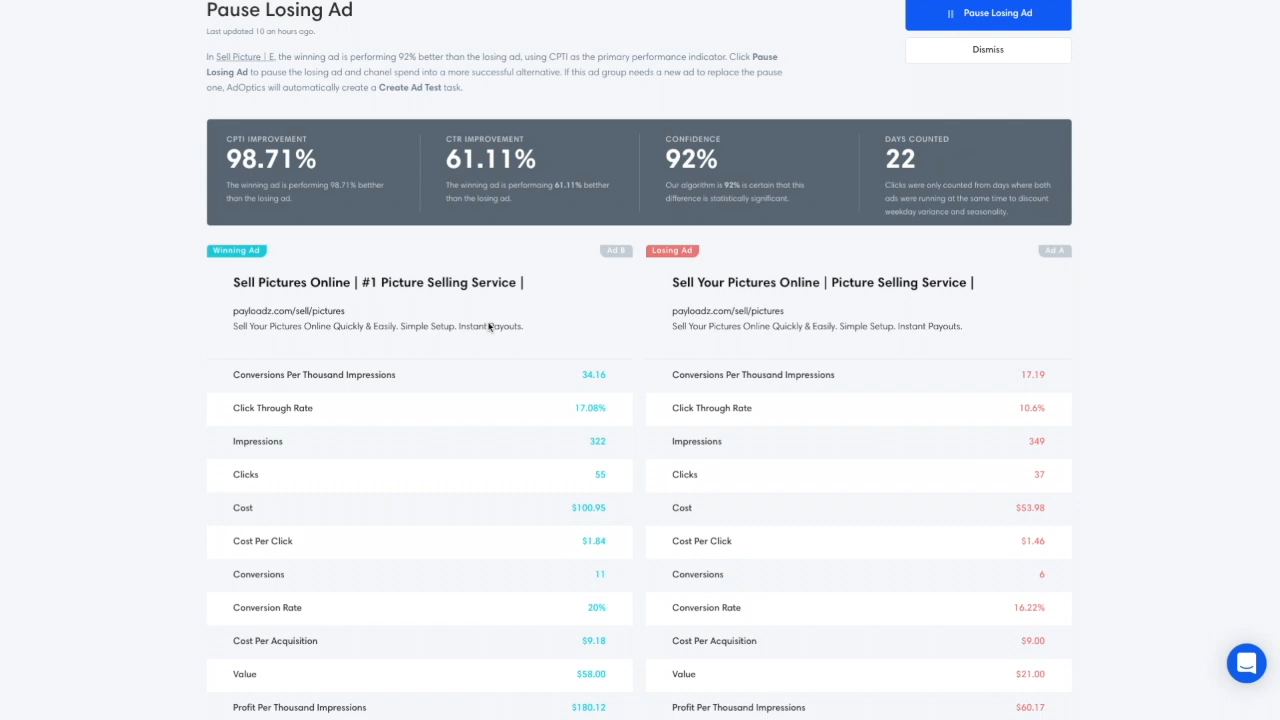 Pause Losing Ad
Last updated 10 an hours ago.
|| Pause Losing Ad
Dismiss
In Sell Picture | E, the winning ad is performing 92% better than the losing ad, using CPTI as the primary performance indicator. Click Pause
Losing Ad to pause the losing ad and chanel spend into a more successful alternative. If this ad group needs a new ad to replace the pause
one, AdOptics will automatically create a Create Ad Test task.
CPTI IMPROVEMENT
98.71%
The winning ad is performing 98.71% bethher
than the losing ad.
CTR IMPROVEMENT
61.11%
The winning ad is performaing 61.11% bethher
than the losing ad.
CONFIDENCE
92%
Our algorithm is 92% is certain that this
difference is statistically significant.
DAYS COUNTED
22
Clicks were only counted from days where both
ads were running at the same time to discount
weekday variance and seasonality.
Winning Ad
Ad B
Sell Pictures Online | #1 Picture Selling Service |
payloadz.com/sell/pictures
Sell Your Pictures Online Quickly & Easily. Simple Setup. Instant Payouts.
Conversions Per Thousand Impressions 34.16
Click Through Rate 17.08%
Impressions 322
Clicks 55
Cost $100.95
Cost Per Click $1.84
Conversions 11
Conversion Rate 20%
Cost Per Acquisition $9.18
Value $58.00
Profit Per Thousand Impressions $180.12
Losing Ad
Ad A
Sell Your Pictures Online | Picture Selling Service |
payloadz.com/sell/pictures
Sell Your Pictures Online Quickly & Easily. Simple Setup. Instant Payouts.
Conversions Per Thousand Impressions 17.19
Click Through Rate 10.6%
Impressions 349
Clicks 37
Cost $53.98
Cost Per Click $1.46
Conversions 6
Conversion Rate 16.22%
Cost Per Acquisition $9.00
Value $21.00
Profit Per Thousand Impressions $60.17